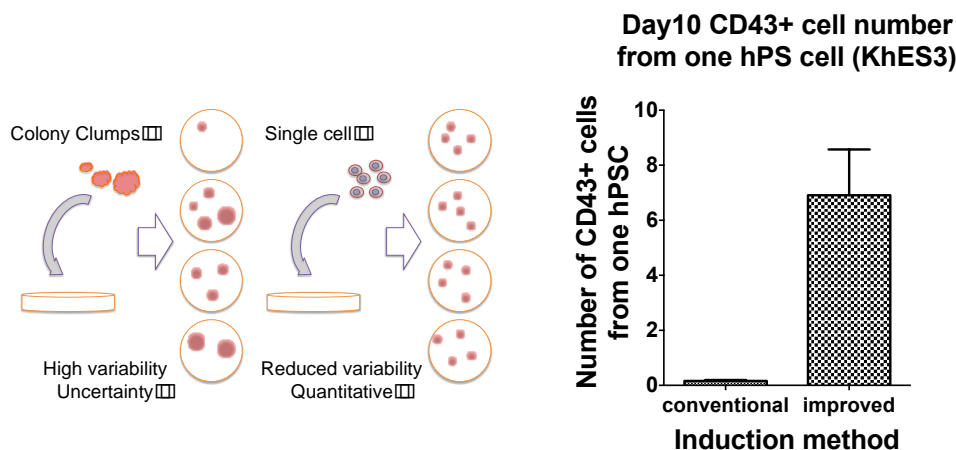 Colony Clumps
Single cell
High variability
Uncertainty
Reduced variability
Quantitative
Day10 CD43+ cell number
from one hPS cell (KhES3)
Number of CD43+ cells
from one hPSC
10
8
6
4
2
0
conventional
improved
Induction method